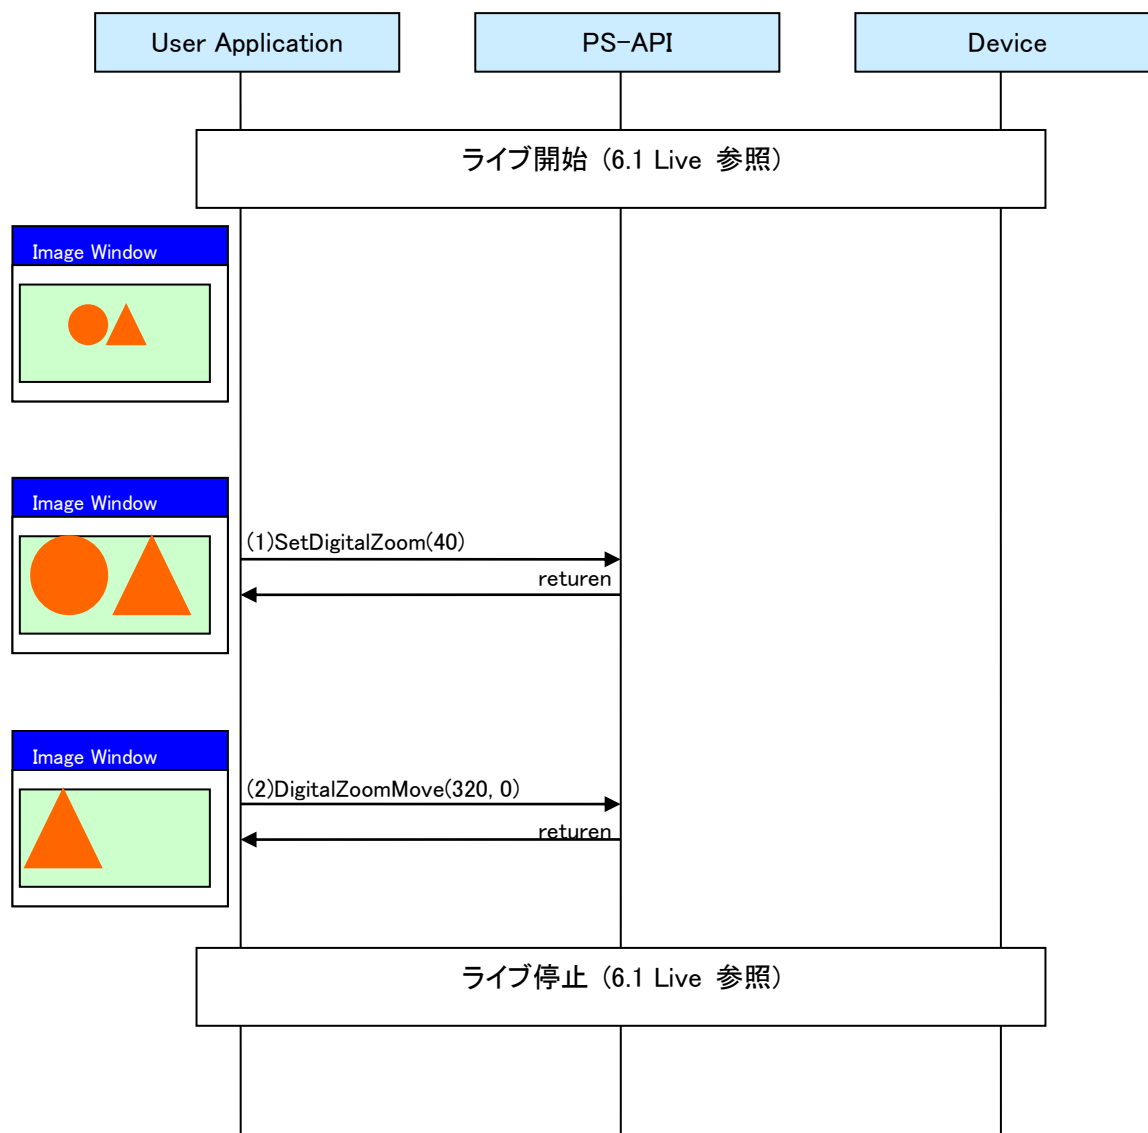 User Application
PS-API
Device
ライブ開始 (6.1 Live 参照)
Image Window
Image Window
(1)SetDigitalZoom(40)
returen
Image Window
(2)DigitalZoomMove(320, 0)
returen
ライブ停止 (6.1 Live 参照)